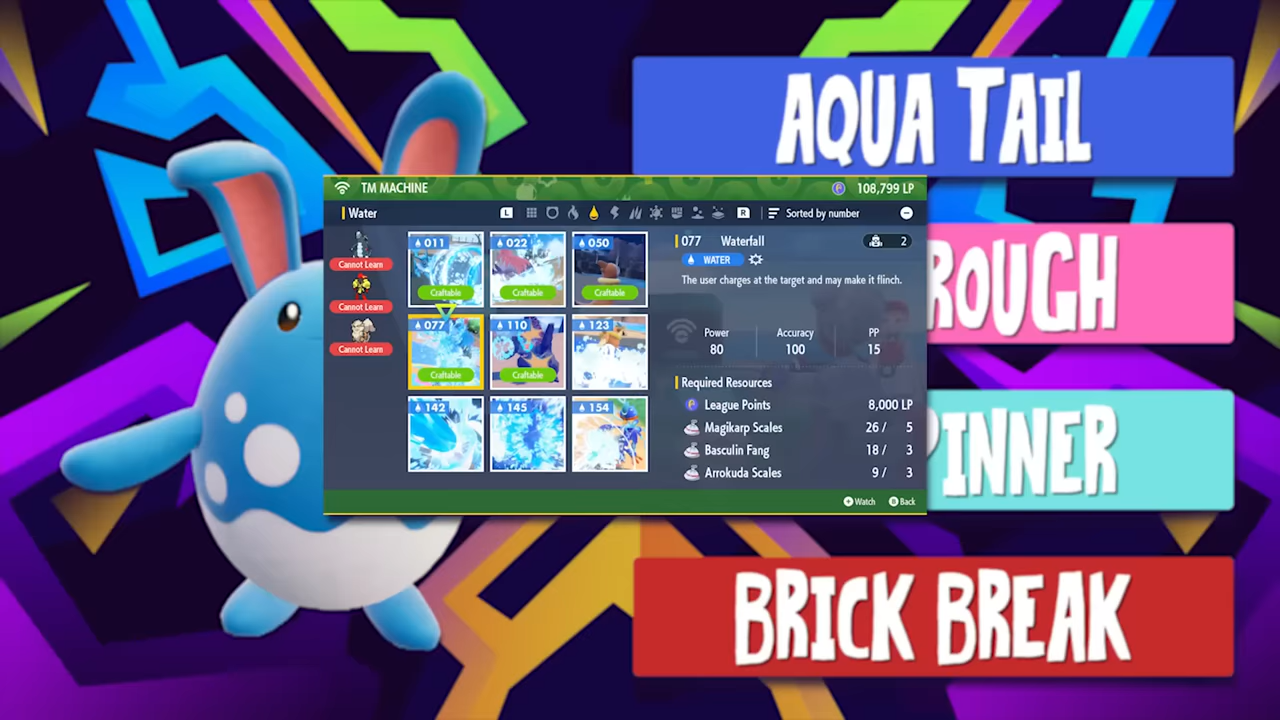 AQUA TAIL
TM MACHINE
108,799 LP
Water
L
R
Sorted by number
Cannot Learn
Cannot Learn
Cannot Learn
011
Craftable
022
Craftable
050
Craftable
077
Craftable
110
Craftable
123
142
145
154
077 Waterfall
2
WATER
The user charges at the target and may make it flinch.
Power
80
Accuracy
100
PP
15
Required Resources
League Points 8,000 LP
Magikarp Scales 26 / 5
Basculin Fang 18 / 3
Arrokuda Scales 9 / 3
Watch
Back
ROUGH
PINNER
BRICK BREAK